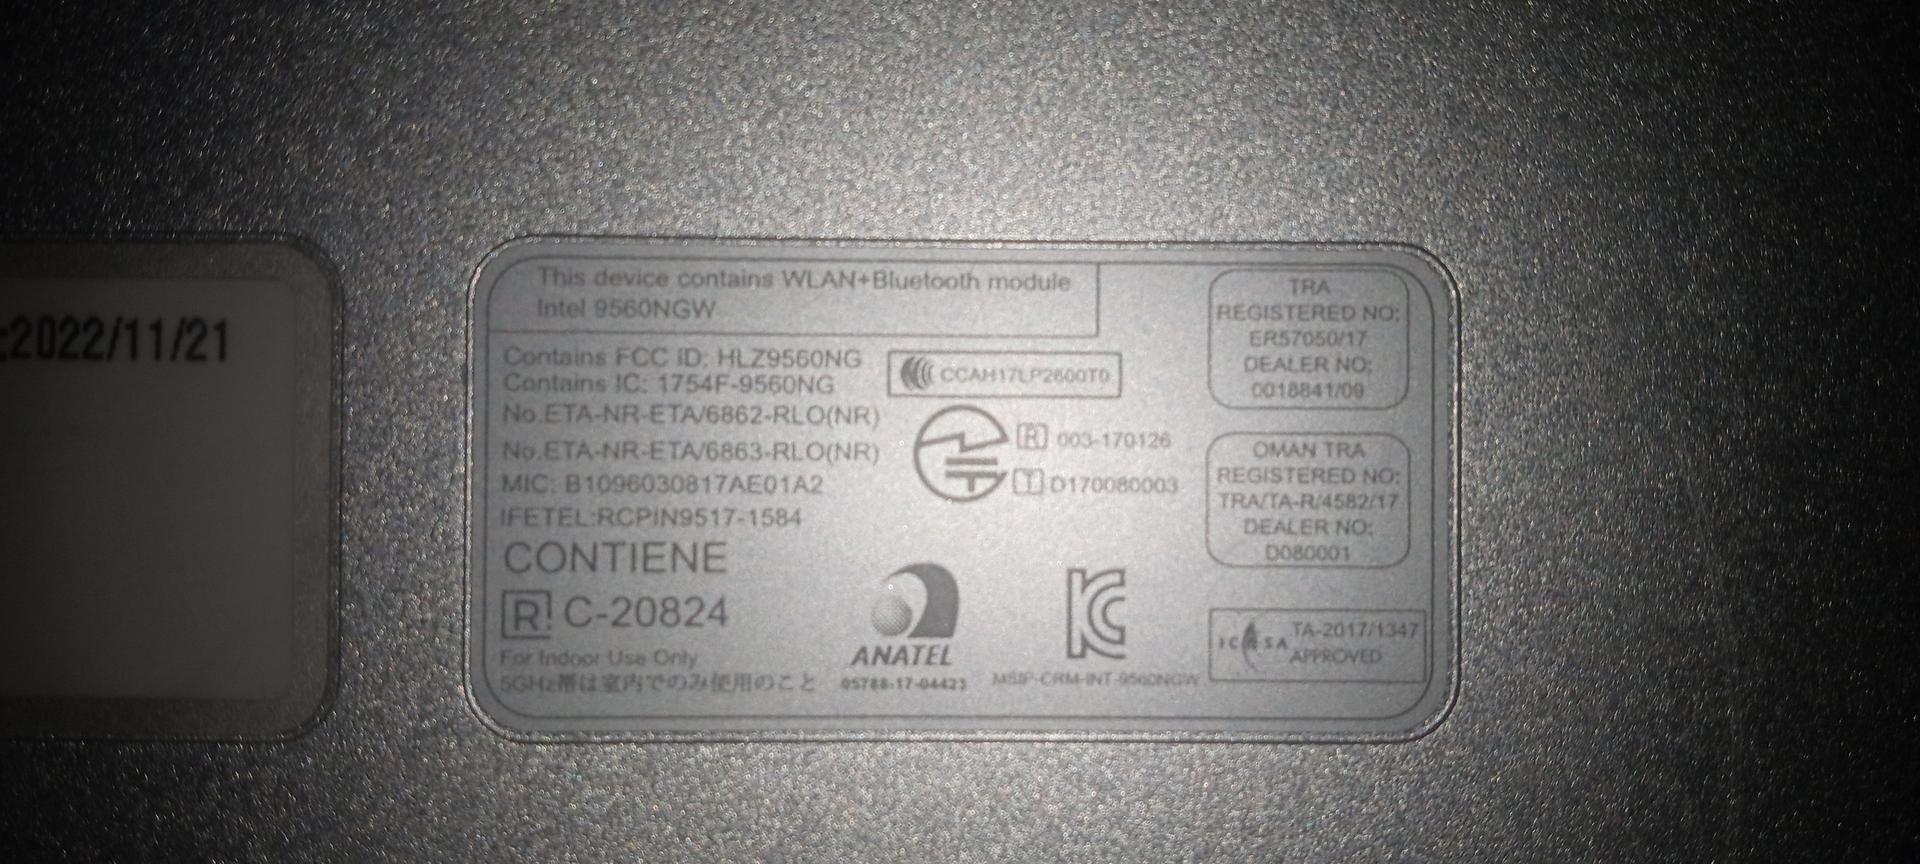 :2022/11/21
This device contains WLAN+Bluetooth module
Intel 9560NGW
Contains FCC ID: HLZ9560NG
Contains IC: 1754F-9560NG
No.ETA-NR-ETA/6862-RLO(NR)
No.ETA-NR-ETA/6863-RLO(NR)
MIC: B1096030817AE01A2
IFETEL:RCPIN9517-1584
CONTIENE
R! C-20824
For Indoor Use Only
5GHz帯は室内でのみ使用のこと
CCAH17LP2600T0
R 003-170126
T D170080003
ANATEL
05788-17-04423
MSIP-CRM-INT-9560NGW
TRA
REGISTERED NO:
ER57050/17
DEALER NO:
0018841/09
OMAN TRA
REGISTERED NO:
TRA/TA-R/4582/17
DEALER NO:
D080001
ICASA TA-2017/1347
APPROVED